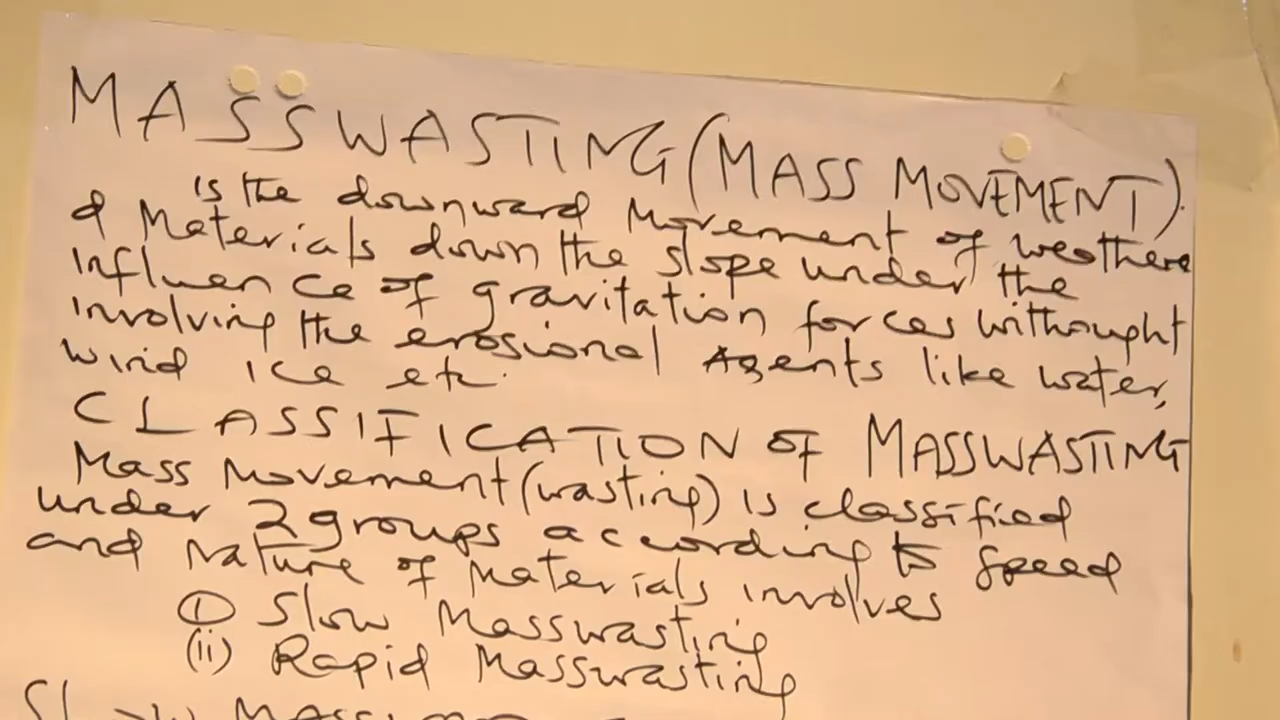 MASSWASTING (MASS MOVEMENT).
is the downward Movement of weathere
d Materials down the slope under the
influence of gravitation forces withought
involving the erosional Agents like water,
wind ice etc.
CLASSIFICATION OF MASSWASTING
Mass Movement (wasting) is classified
under 2 groups according to speed
and Nature of Materials involves
(i) Slow Masswasting
(ii) Rapid Masswasting